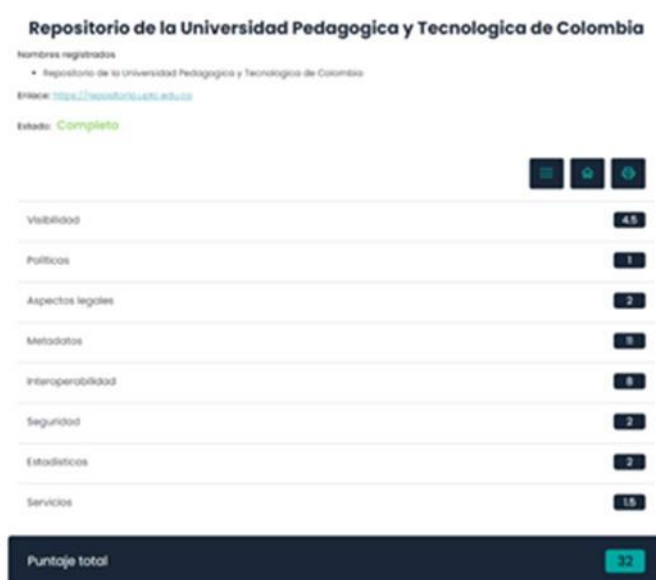 Repositorio de la Universidad Pedagogica y Tecnologica de Colombia
Nombres registrados
• Repositorio de la Universidad Pedagogica y Tecnologica de Colombia
Enlace: https://repositorio.uptc.edu.co
Estado: Completo
Visibilidad 4.5
Políticas 1
Aspectos legales 2
Metadatos 11
Interoperabilidad 8
Seguridad 2
Estadísticas 2
Servicios 1.5
Puntaje total 32